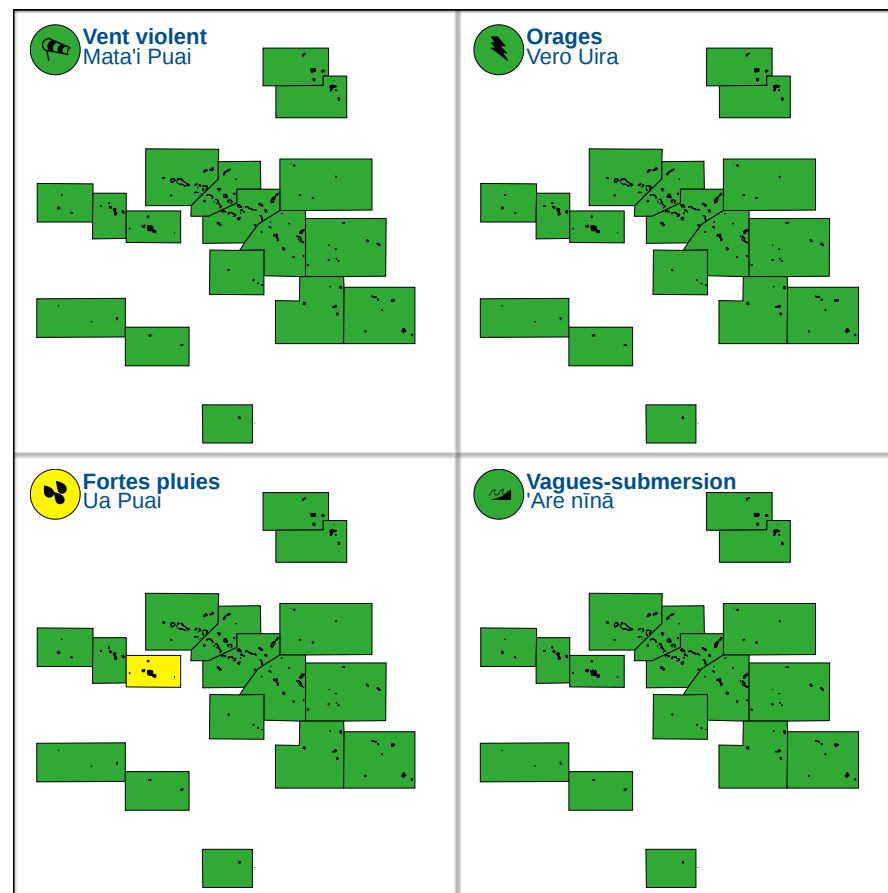 Vent violent
Mata'i Puai
Orages
Vero Uira
Fortes pluies
Ua Puai
Vagues-submersion
'Are nīnā